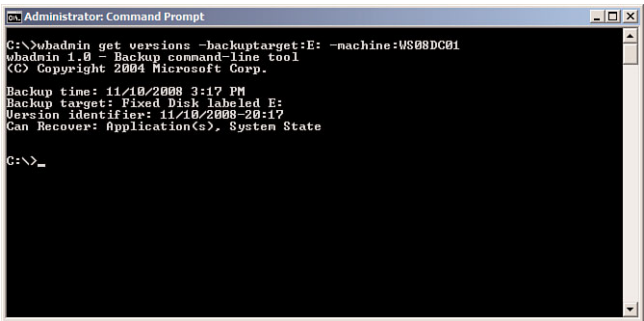 Administrator: Command Prompt
C:\>wbadmin get versions -backuptarget:E: -machine:WS08DC01
wbadmin 1.0 - Backup command-line tool
(C) Copyright 2004 Microsoft Corp.
Backup time: 11/10/2008 3:17 PM
Backup target: Fixed Disk labeled E:
Version identifier: 11/10/2008-20:17
Can Recover: Application(s), System State
C:\>_